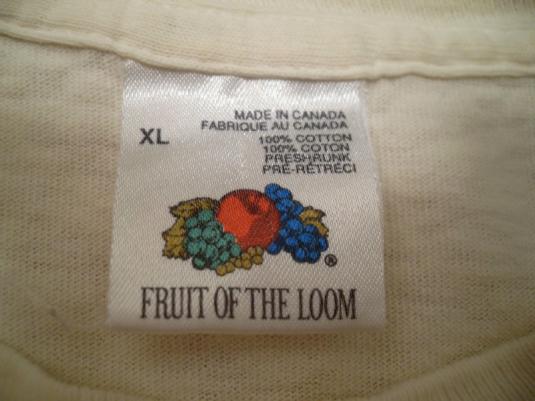 XL
MADE IN CANADA
FABRIQUE AU CANADA
100% COTTON
100% COTON
PRESHRUNK
PRÉ-RÉTRÉCI
®
FRUIT OF THE LOOM